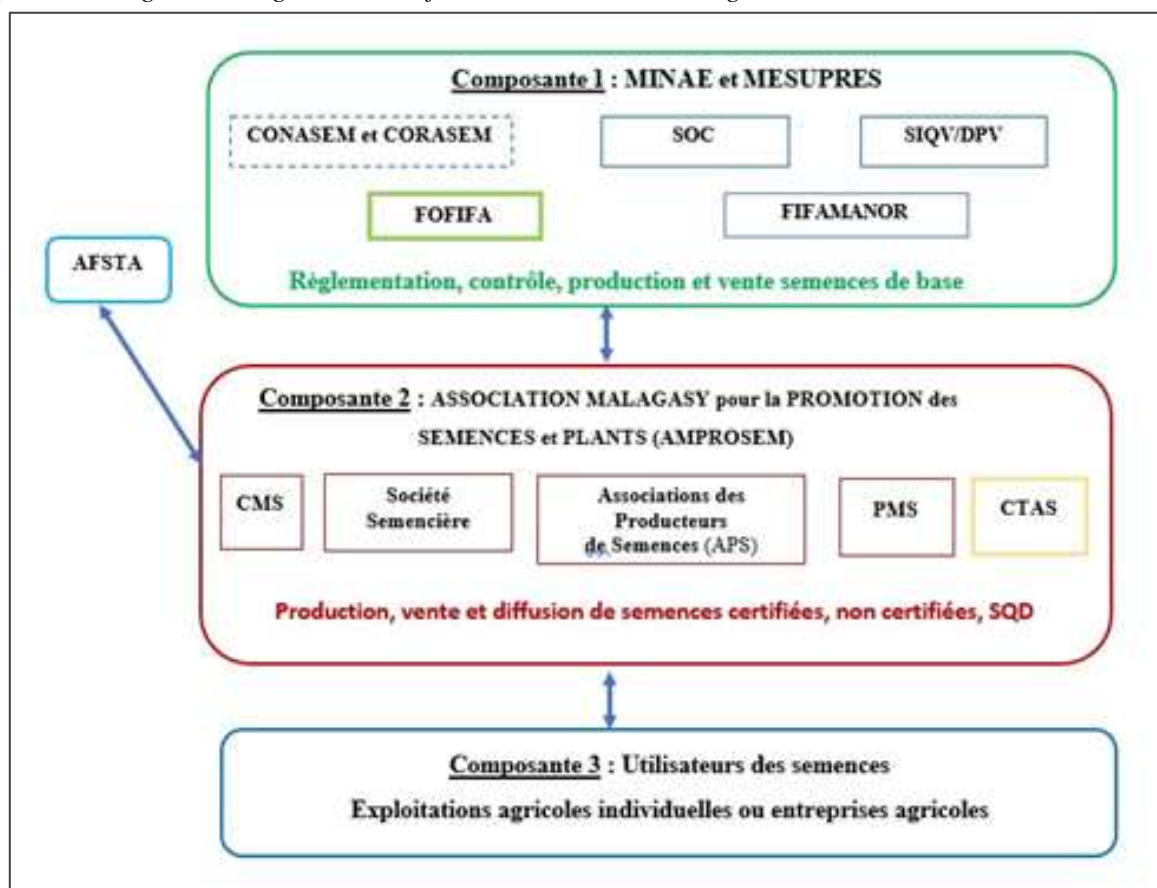 Composante 1 : MINAE et MESUPRES
CONASEM et CORASEM
SOC
SIQV/DPV
FOFIFA
FIFAMANOR
AFSTA
Règlementation, contrôle, production et vente semences de base
Composante 2 : ASSOCIATION MALAGASY pour la PROMOTION des
SEMENCES et PLANTS (AMPROSEM)
CMS
Société
Semencière
Associations des
Producteurs
de Semences (APS)
PMS
CTAS
Production, vente et diffusion de semences certifiées, non certifiées, SQD
Composante 3 : Utilisateurs des semences
Exploitations agricoles individuelles ou entreprises agricoles